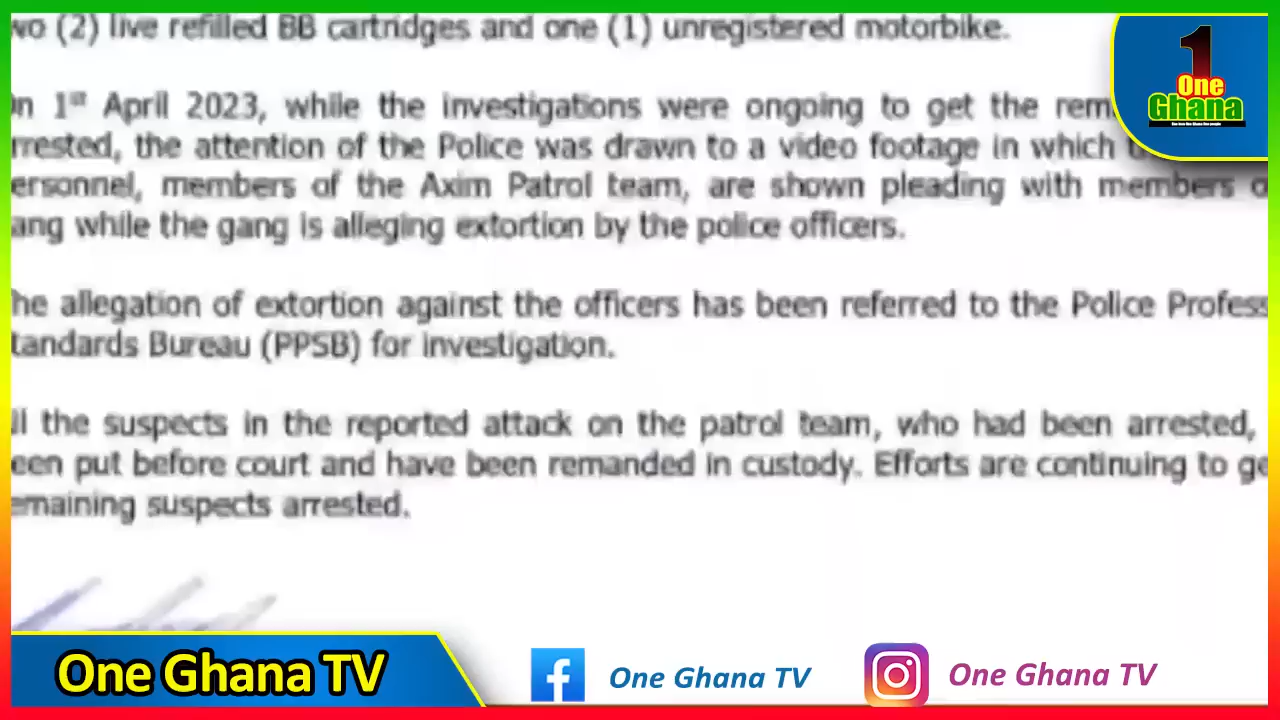 wo (2) live refilled BB cartridges and one (1) unregistered motorbike.
n 1st April 2023, while the investigations were ongoing to get the rem
rrested, the attention of the Police was drawn to a video footage in which
ersonnel, members of the Axim Patrol team, are shown pleading with members o
ang while the gang is alleging extortion by the police officers.
he allegation of extortion against the officers has been referred to the Police Profess
tandards Bureau (PPSB) for investigation.
ll the suspects in the reported attack on the patrol team, who had been arrested,
een put before court and have been remanded in custody. Efforts are continuing to ge
emaining suspects arrested.
1
One
Ghana
One Ghana TV
One Ghana TV
One Ghana TV